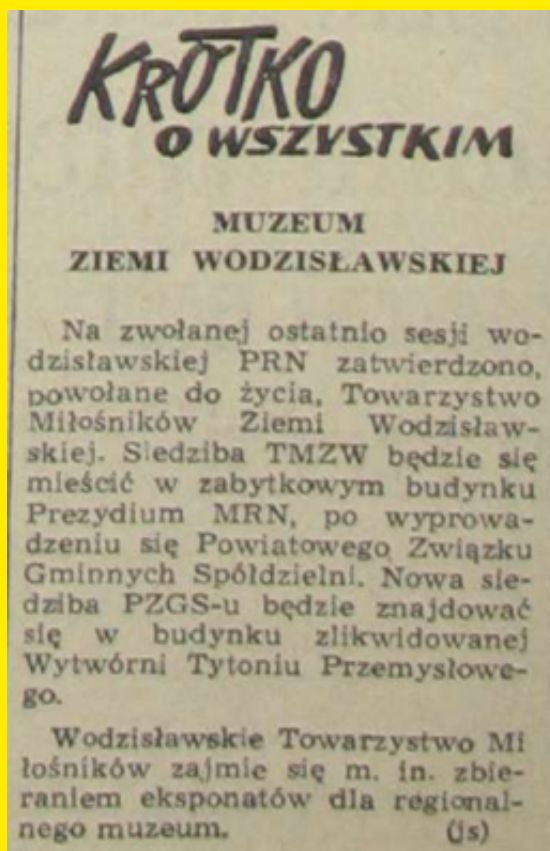 KRÓTKO
O WSZYSTKIM
MUZEUM
ZIEMI WODZISŁAWSKIEJ
Na zwołanej ostatnio sesji wo-
dzisławskiej PRN zatwierdzono,
powołane do życia, Towarzystwo
Miłośników Ziemi Wodzisław-
skiej. Siedziba TMZW będzie się
mieścić w zabytkowym budynku
Prezydium MRN, po wyprowa-
dzeniu się Powiatowego Związku
Gminnych Spółdzielni. Nowa sie-
dziba PZGS-u będzie znajdować
się w budynku zlikwidowanej
Wytwórni Tytoniu Przemysłowe-
go.
Wodzisławskie Towarzystwo Mi
łośników zajmie się m. in. zbie-
raniem eksponatów dla regional-
nego muzeum. (js)